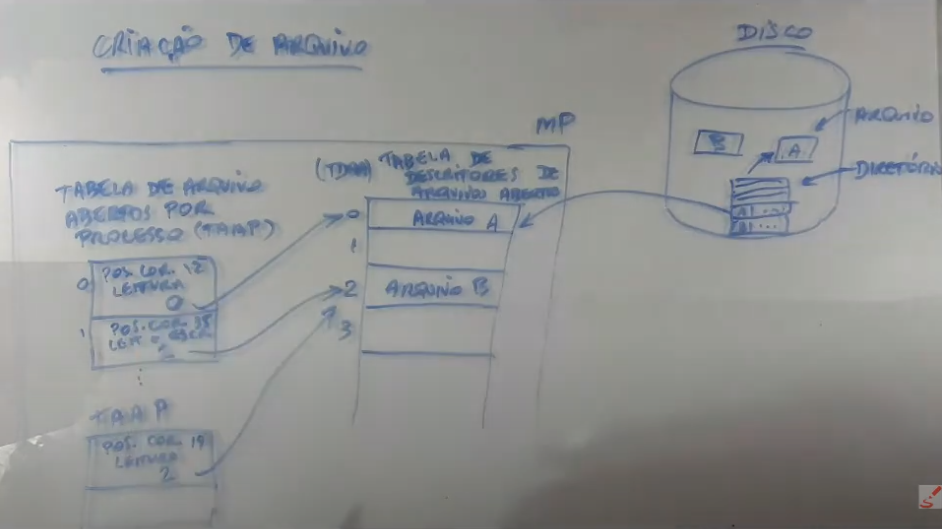 CRIAÇÃO DE ARQUIVO
DISCO
MP
ARQUIVO
B
A
DIRETÓRIO
A ...
A ...
TABELA DE ARQUIVO
ABERTOS POR
PROCESSO (TAAP)
(TDAA) TABELA DE
DESCRITORES DE
ARQUIVOS ABERTO
0
ARQUIVO A
1
2
ARQUIVO B
3
0
POS. COR. 12
LEITURA
0
1
POS. COR. 35
LEIT E ESCR
2
TAAP
POS. COR. 19
LEITURA
2